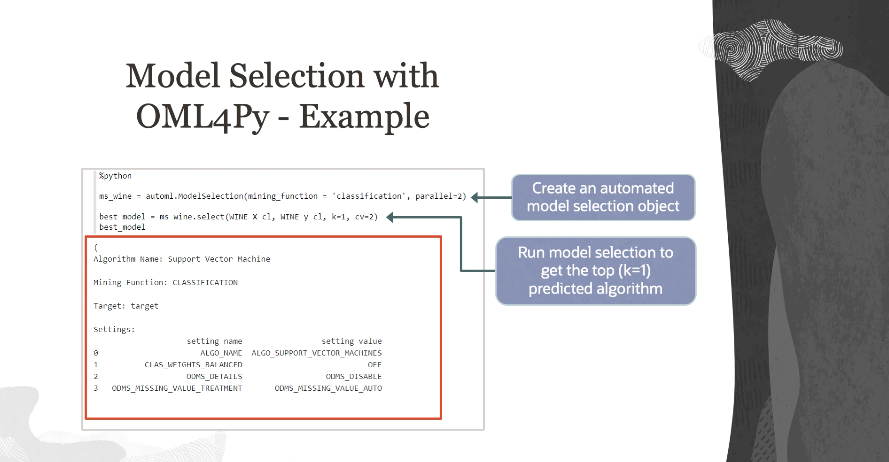 Model Selection with
OML4Py - Example
%python
ms_wine = automl.ModelSelection(mining_function = 'classification', parallel=2)
best_model = ms_wine.select(WINE_X_cl, WINE_y_cl, k=1, cv=2)
best_model
(
Algorithm Name: Support Vector Machine
Mining Function: CLASSIFICATION
Target: target
Settings:
setting name setting value
0 ALGO_NAME ALGO_SUPPORT_VECTOR_MACHINES
1 CLAS_WEIGHTS_BALANCED OFF
2 ODMS_DETAILS ODMS_DISABLE
3 ODMS_MISSING_VALUE_TREATMENT ODMS_MISSING_VALUE_AUTO
Create an automated
model selection object
Run model selection to
get the top (k=1)
predicted algorithm